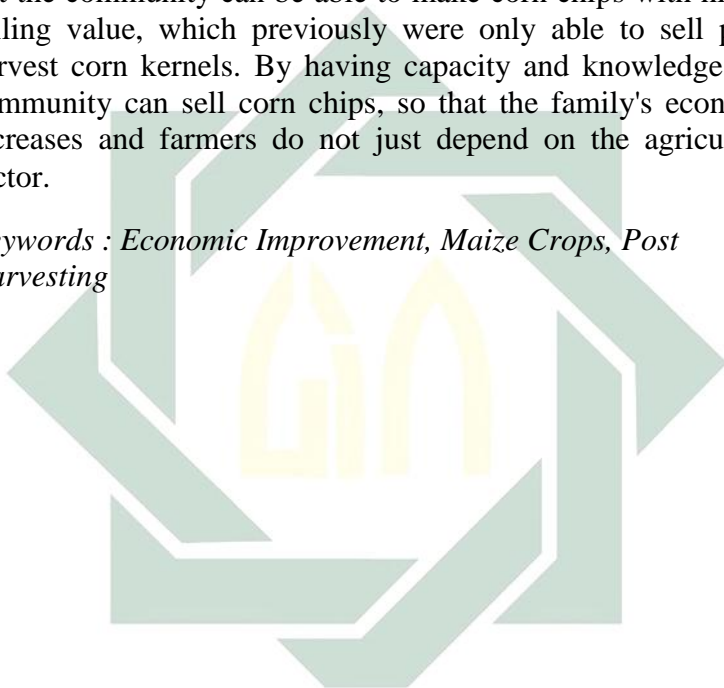 the community can be able to make corn chips with
lling value, which previously were only able to sell p
rvest corn kernels. By having capacity and knowledge
mmunity can sell corn chips, so that the family's econ
creases and farmers do not just depend on the agricu
ctor.
ywords : Economic Improvement, Maize Crops, Post
arvesting